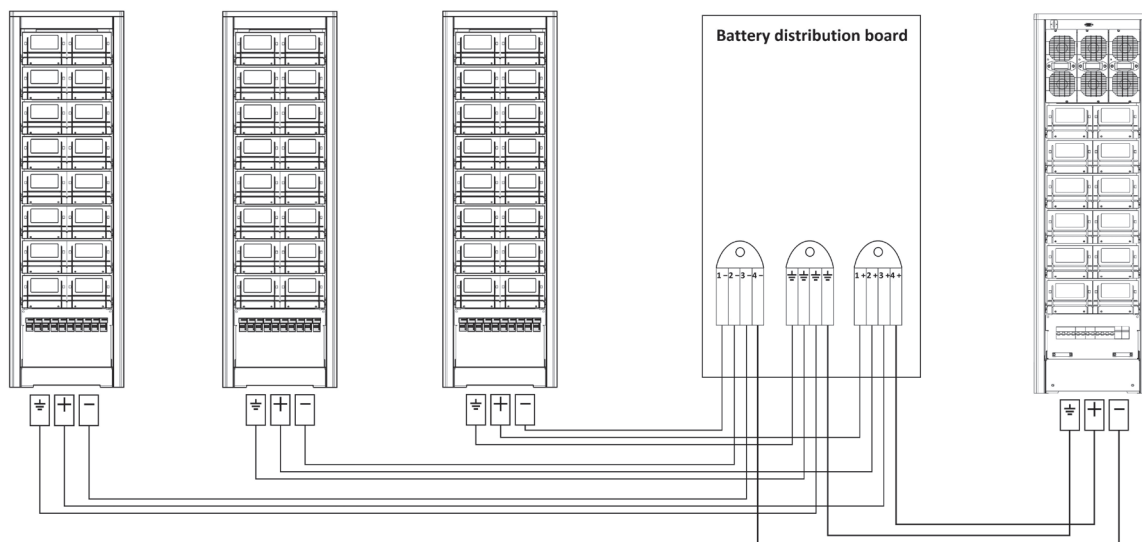 Battery distribution board
1 – 2 – 3 – 4 –
1 + 2 + 3 + 4 +
+ –
+ –
+ –
+ –